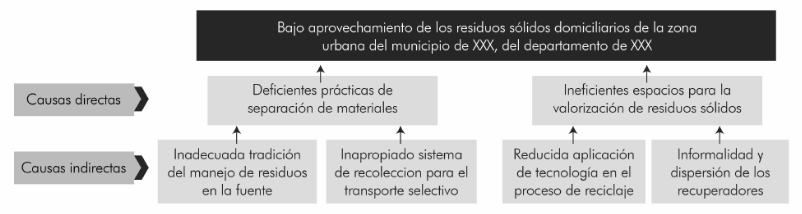 Bajo aprovechamiento de los residuos sólidos domiciliarios de la zona
urbana del municipio de XXX, del departamento de XXX
Causas directas
Deficientes prácticas de
separación de materiales
Ineficientes espacios para la
valorización de residuos sólidos
Causas indirectas
Inadecuada tradición
del manejo de residuos
en la fuente
Inapropiado sistema
de recoleccion para el
transporte selectivo
Reducida aplicación
de tecnología en el
proceso de reciclaje
Informalidad y
dispersión de los
recuperadores